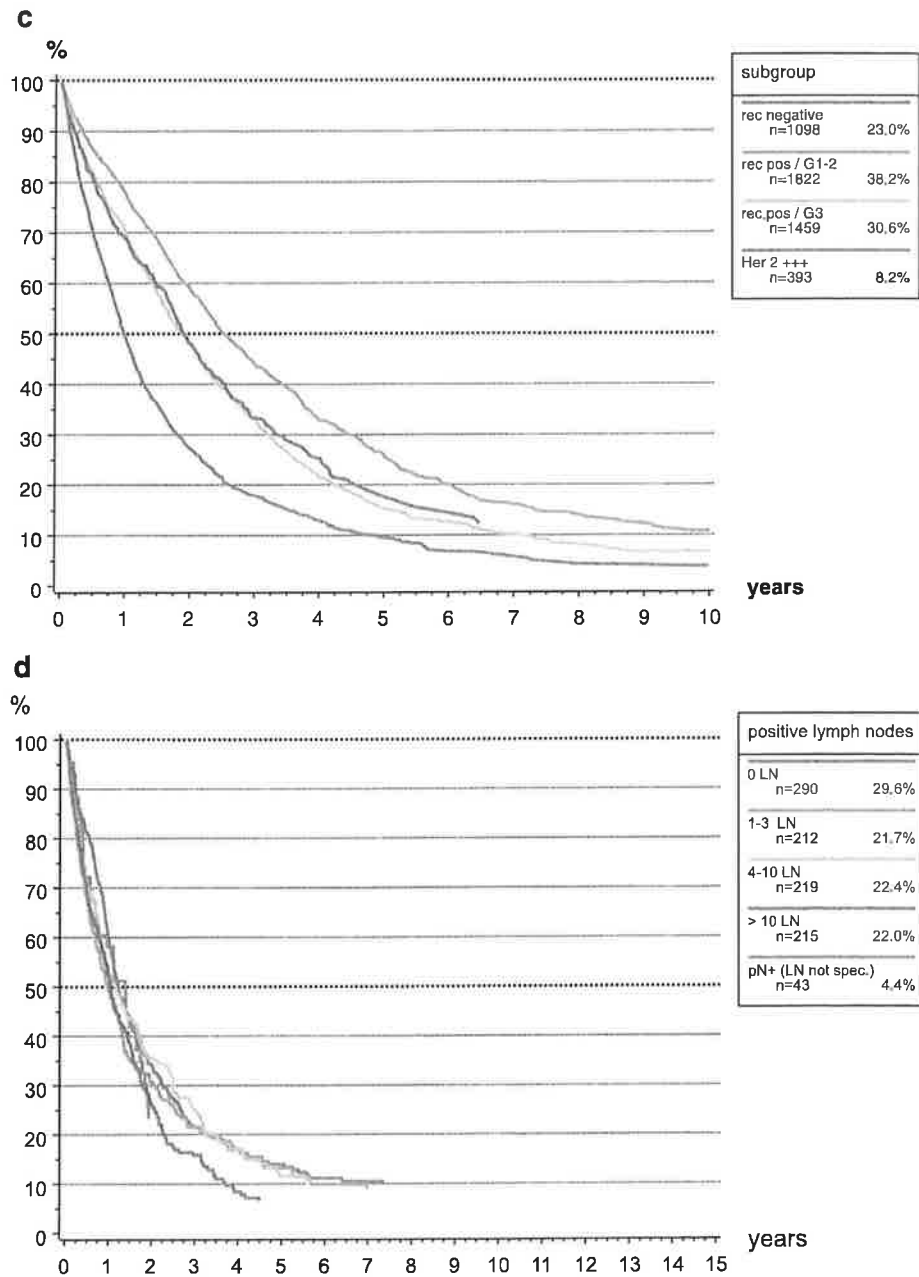 c
%
100
90
80
70
60
50
40
30
20
10
0
0 1 2 3 4 5 6 7 8 9 10
years
subgroup
rec negative
n=1098 23,0%
rec pos / G1-2
n=1822 38,2%
rec,pos / G3
n=1459 30,6%
Her 2 +++
n=393 8,2%
d
%
100
90
80
70
60
50
40
30
20
10
0
0 1 2 3 4 5 6 7 8 9 10 11 12 13 14 15
years
positive lymph nodes
0 LN
n=290 29,6%
1-3 LN
n=212 21,7%
4-10 LN
n=219 22,4%
> 10 LN
n=215 22,0%
pN+ (LN not spec.)
n=43 4,4%